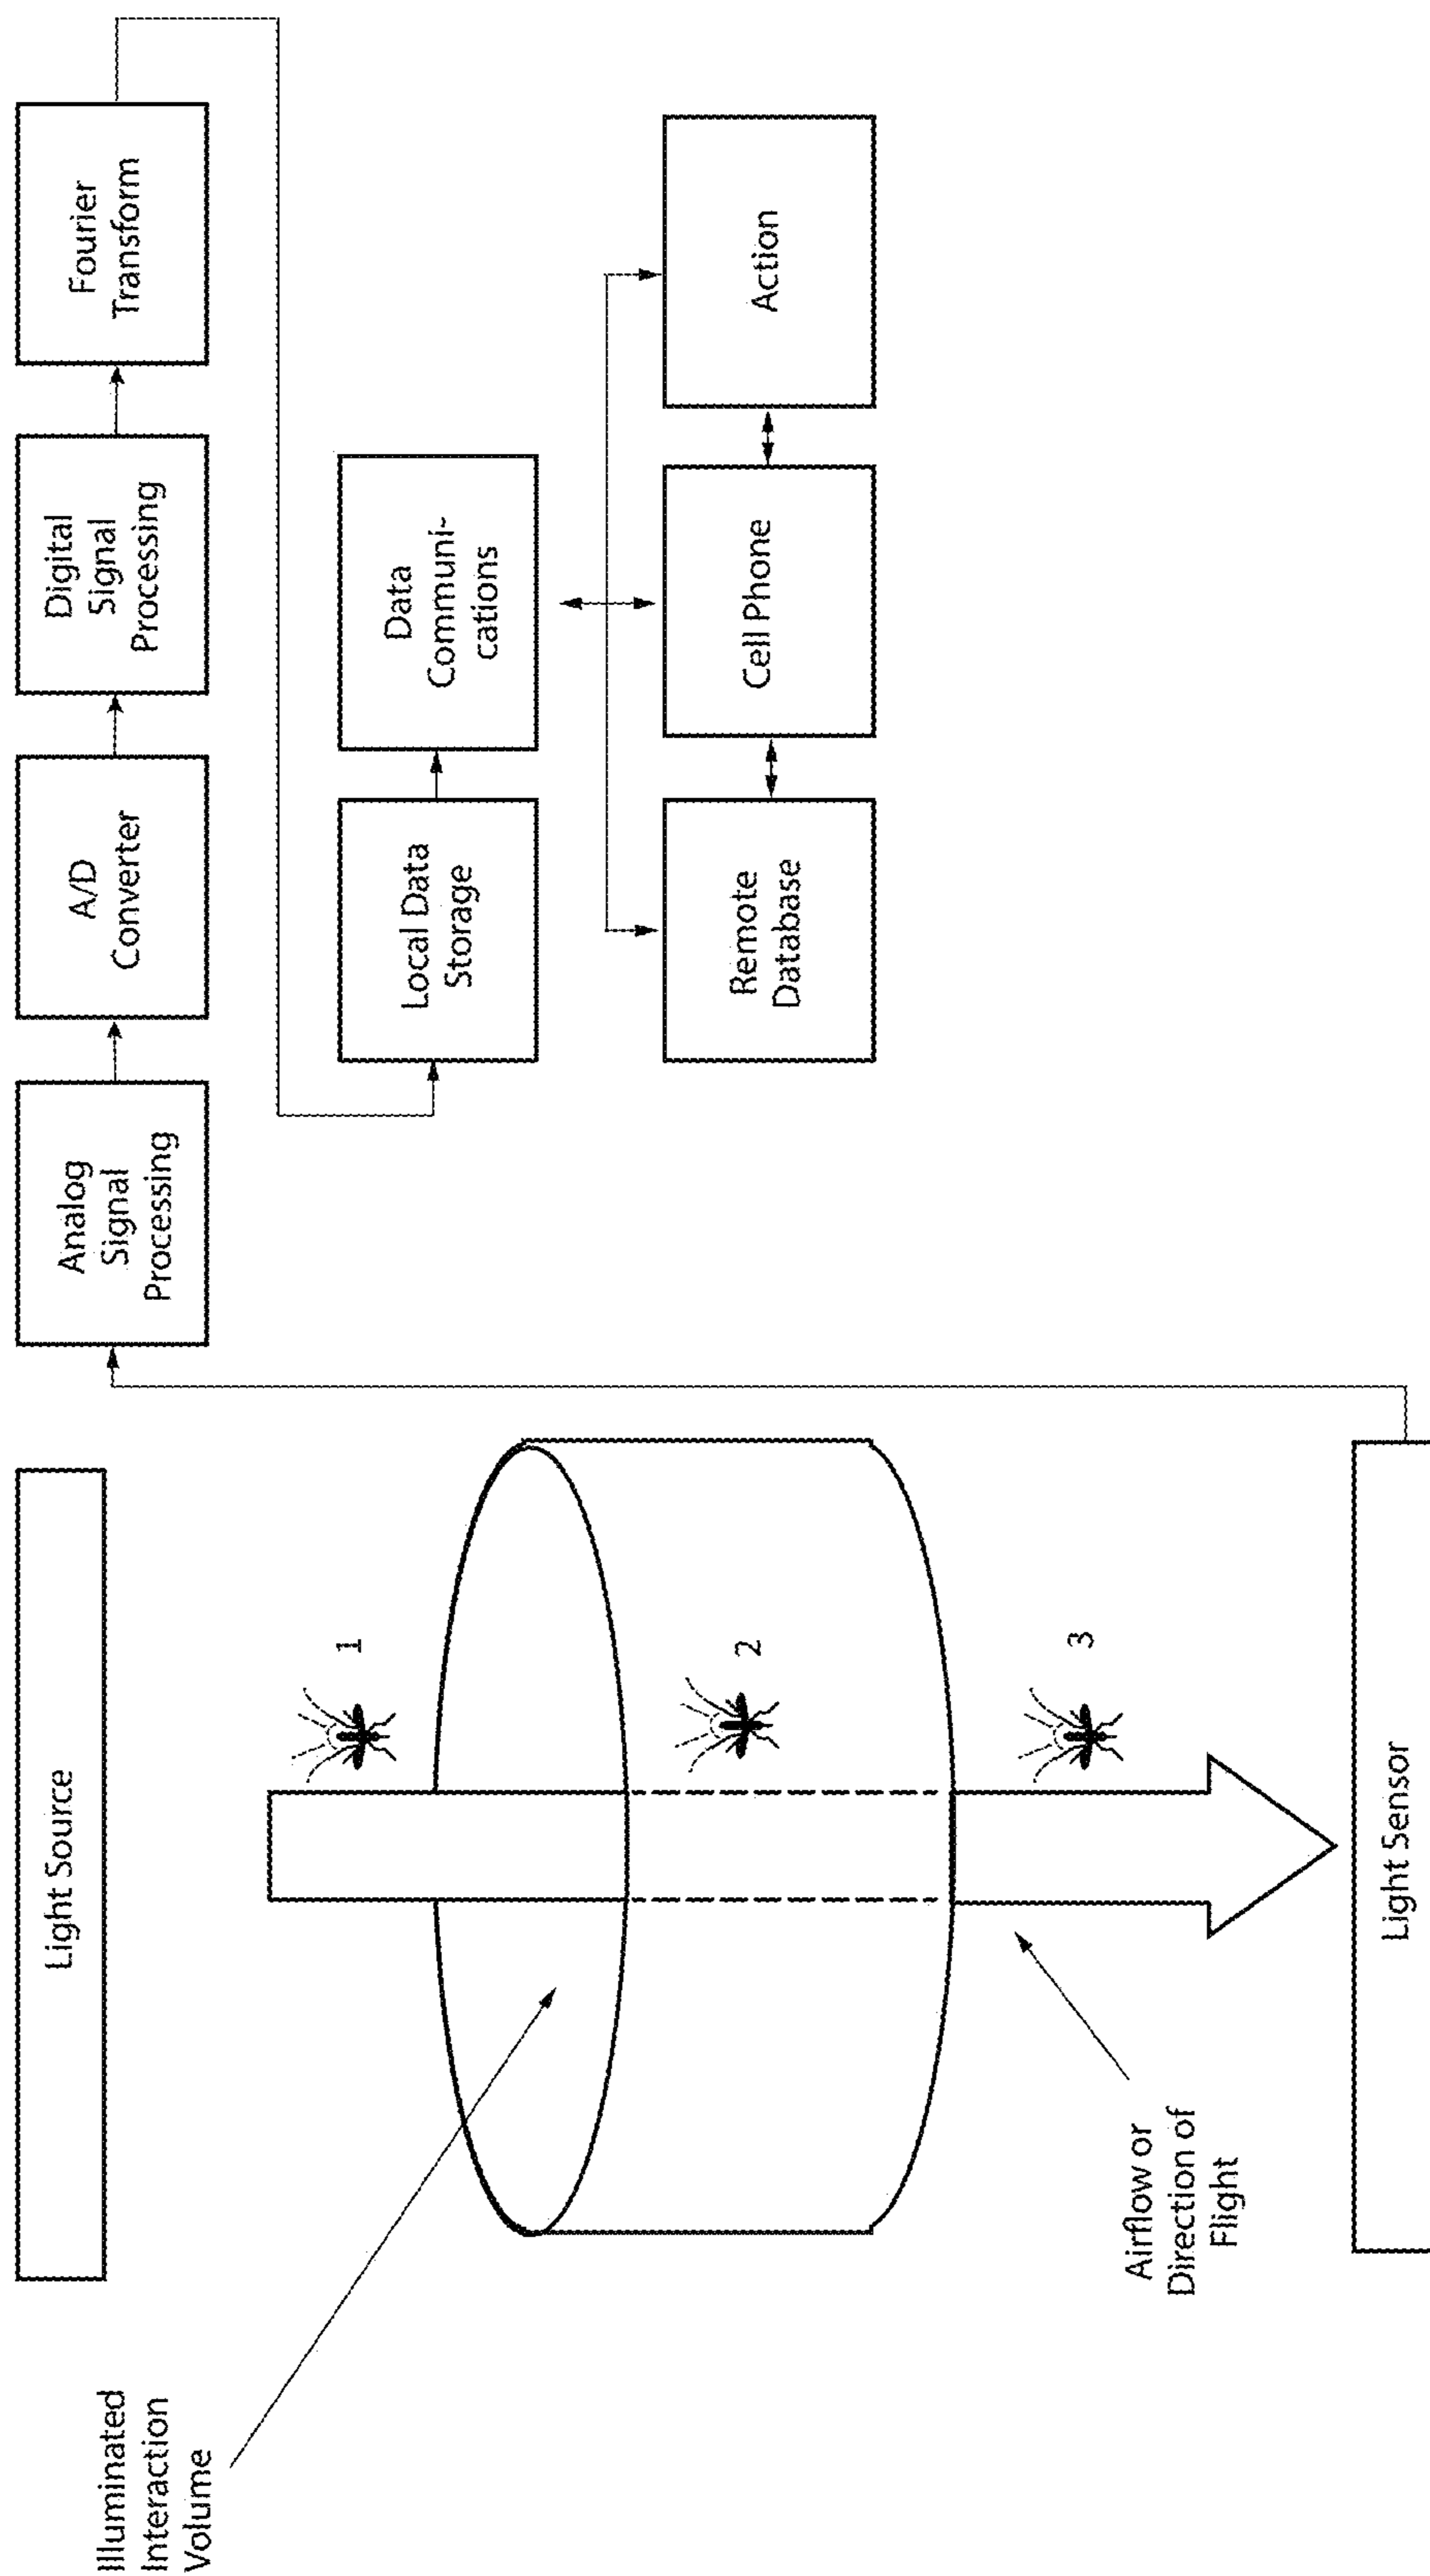 Illuminated
Interaction
Volume
Light Source
1
2
3
Airflow or
Direction of
Flight
Light Sensor
Analog
Signal
Processing
A/D
Converter
Digital
Signal
Processing
Fourier
Transform
Local Data
Storage
Data
Communi-
cations
Remote
Database
Cell Phone
Action